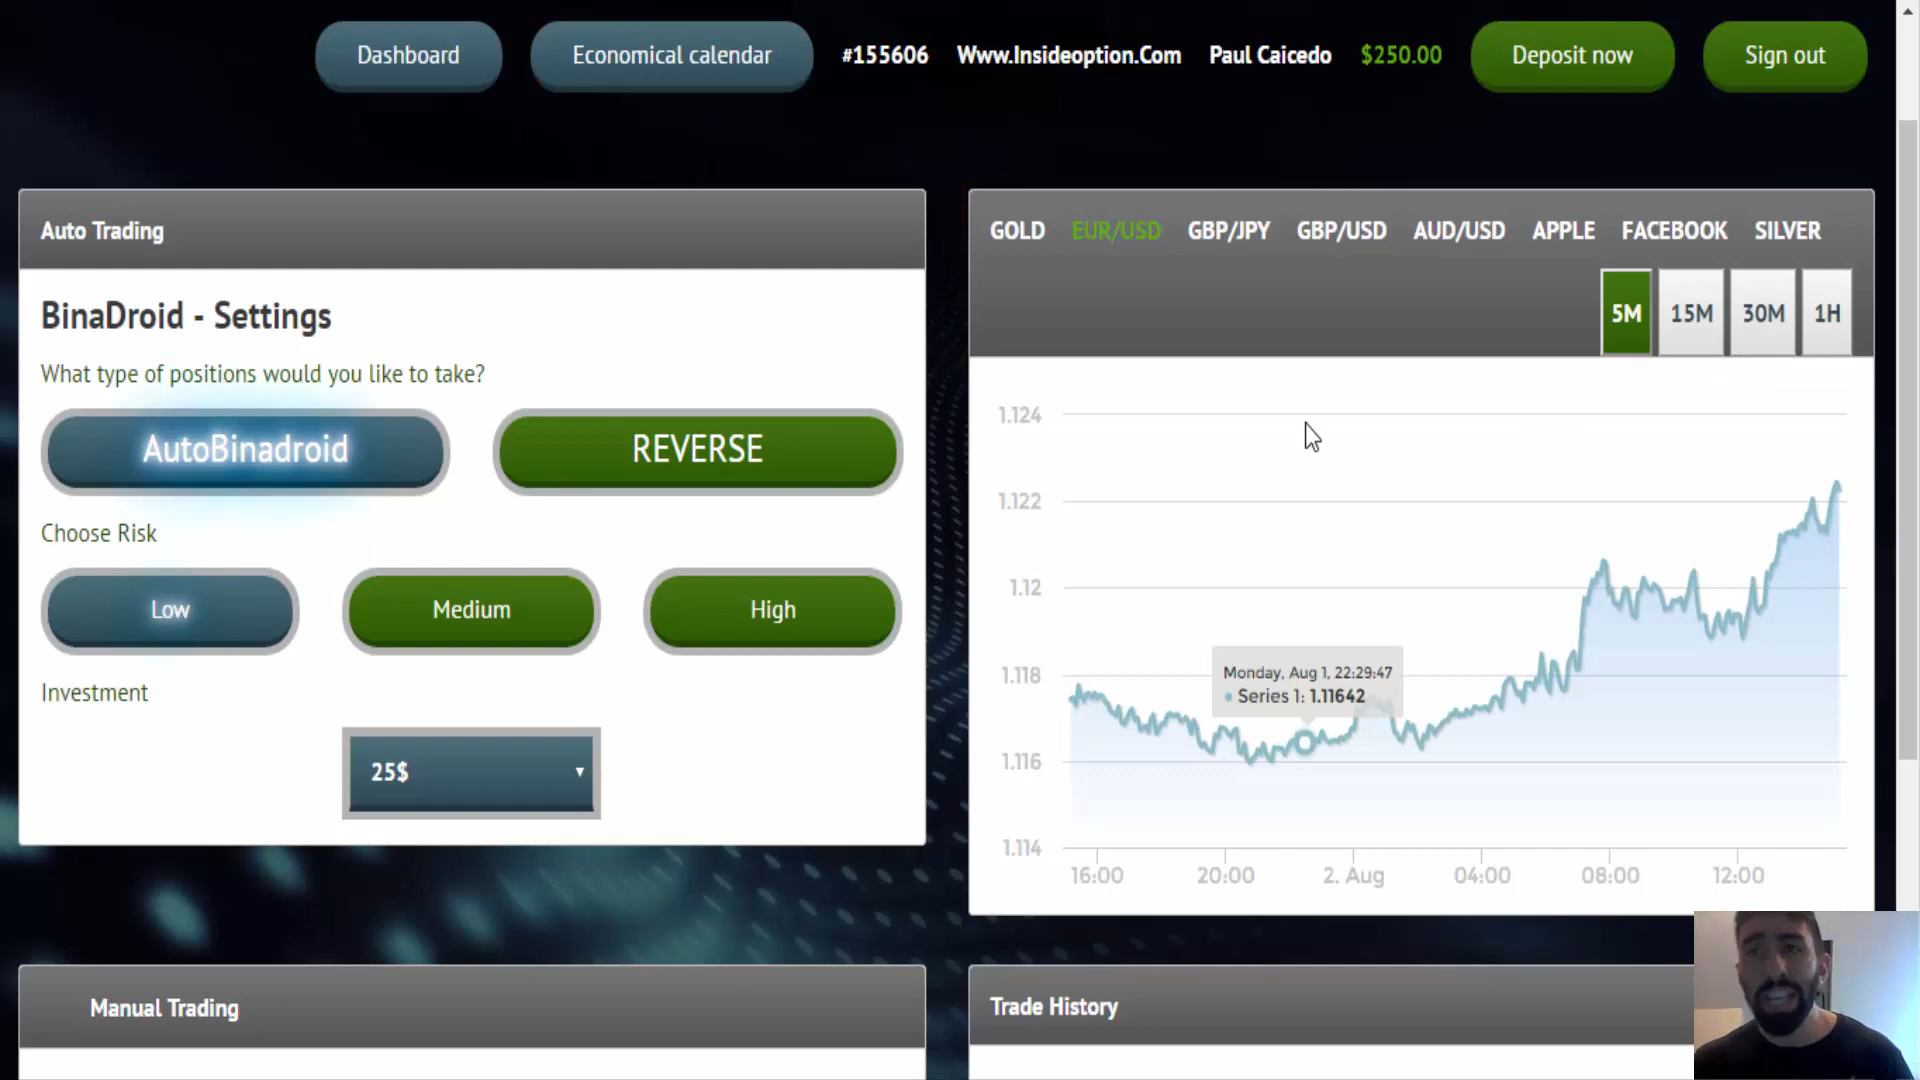 Dashboard
Economical calendar
#155606
Www.Insideoption.Com
Paul Caicedo
$250.00
Deposit now
Sign out
Auto Trading
BinaDroid - Settings
What type of positions would you like to take?
AutoBinadroid
REVERSE
Choose Risk
Low
Medium
High
Investment
25$
GOLD EUR/USD GBP/JPY GBP/USD AUD/USD APPLE FACEBOOK SILVER
5M 15M 30M 1H
1.124
1.122
1.12
1.118
1.116
1.114
Monday, Aug 1, 22:29:47
Series 1: 1.11642
16:00 20:00 2. Aug 04:00 08:00 12:00
Manual Trading
Trade History